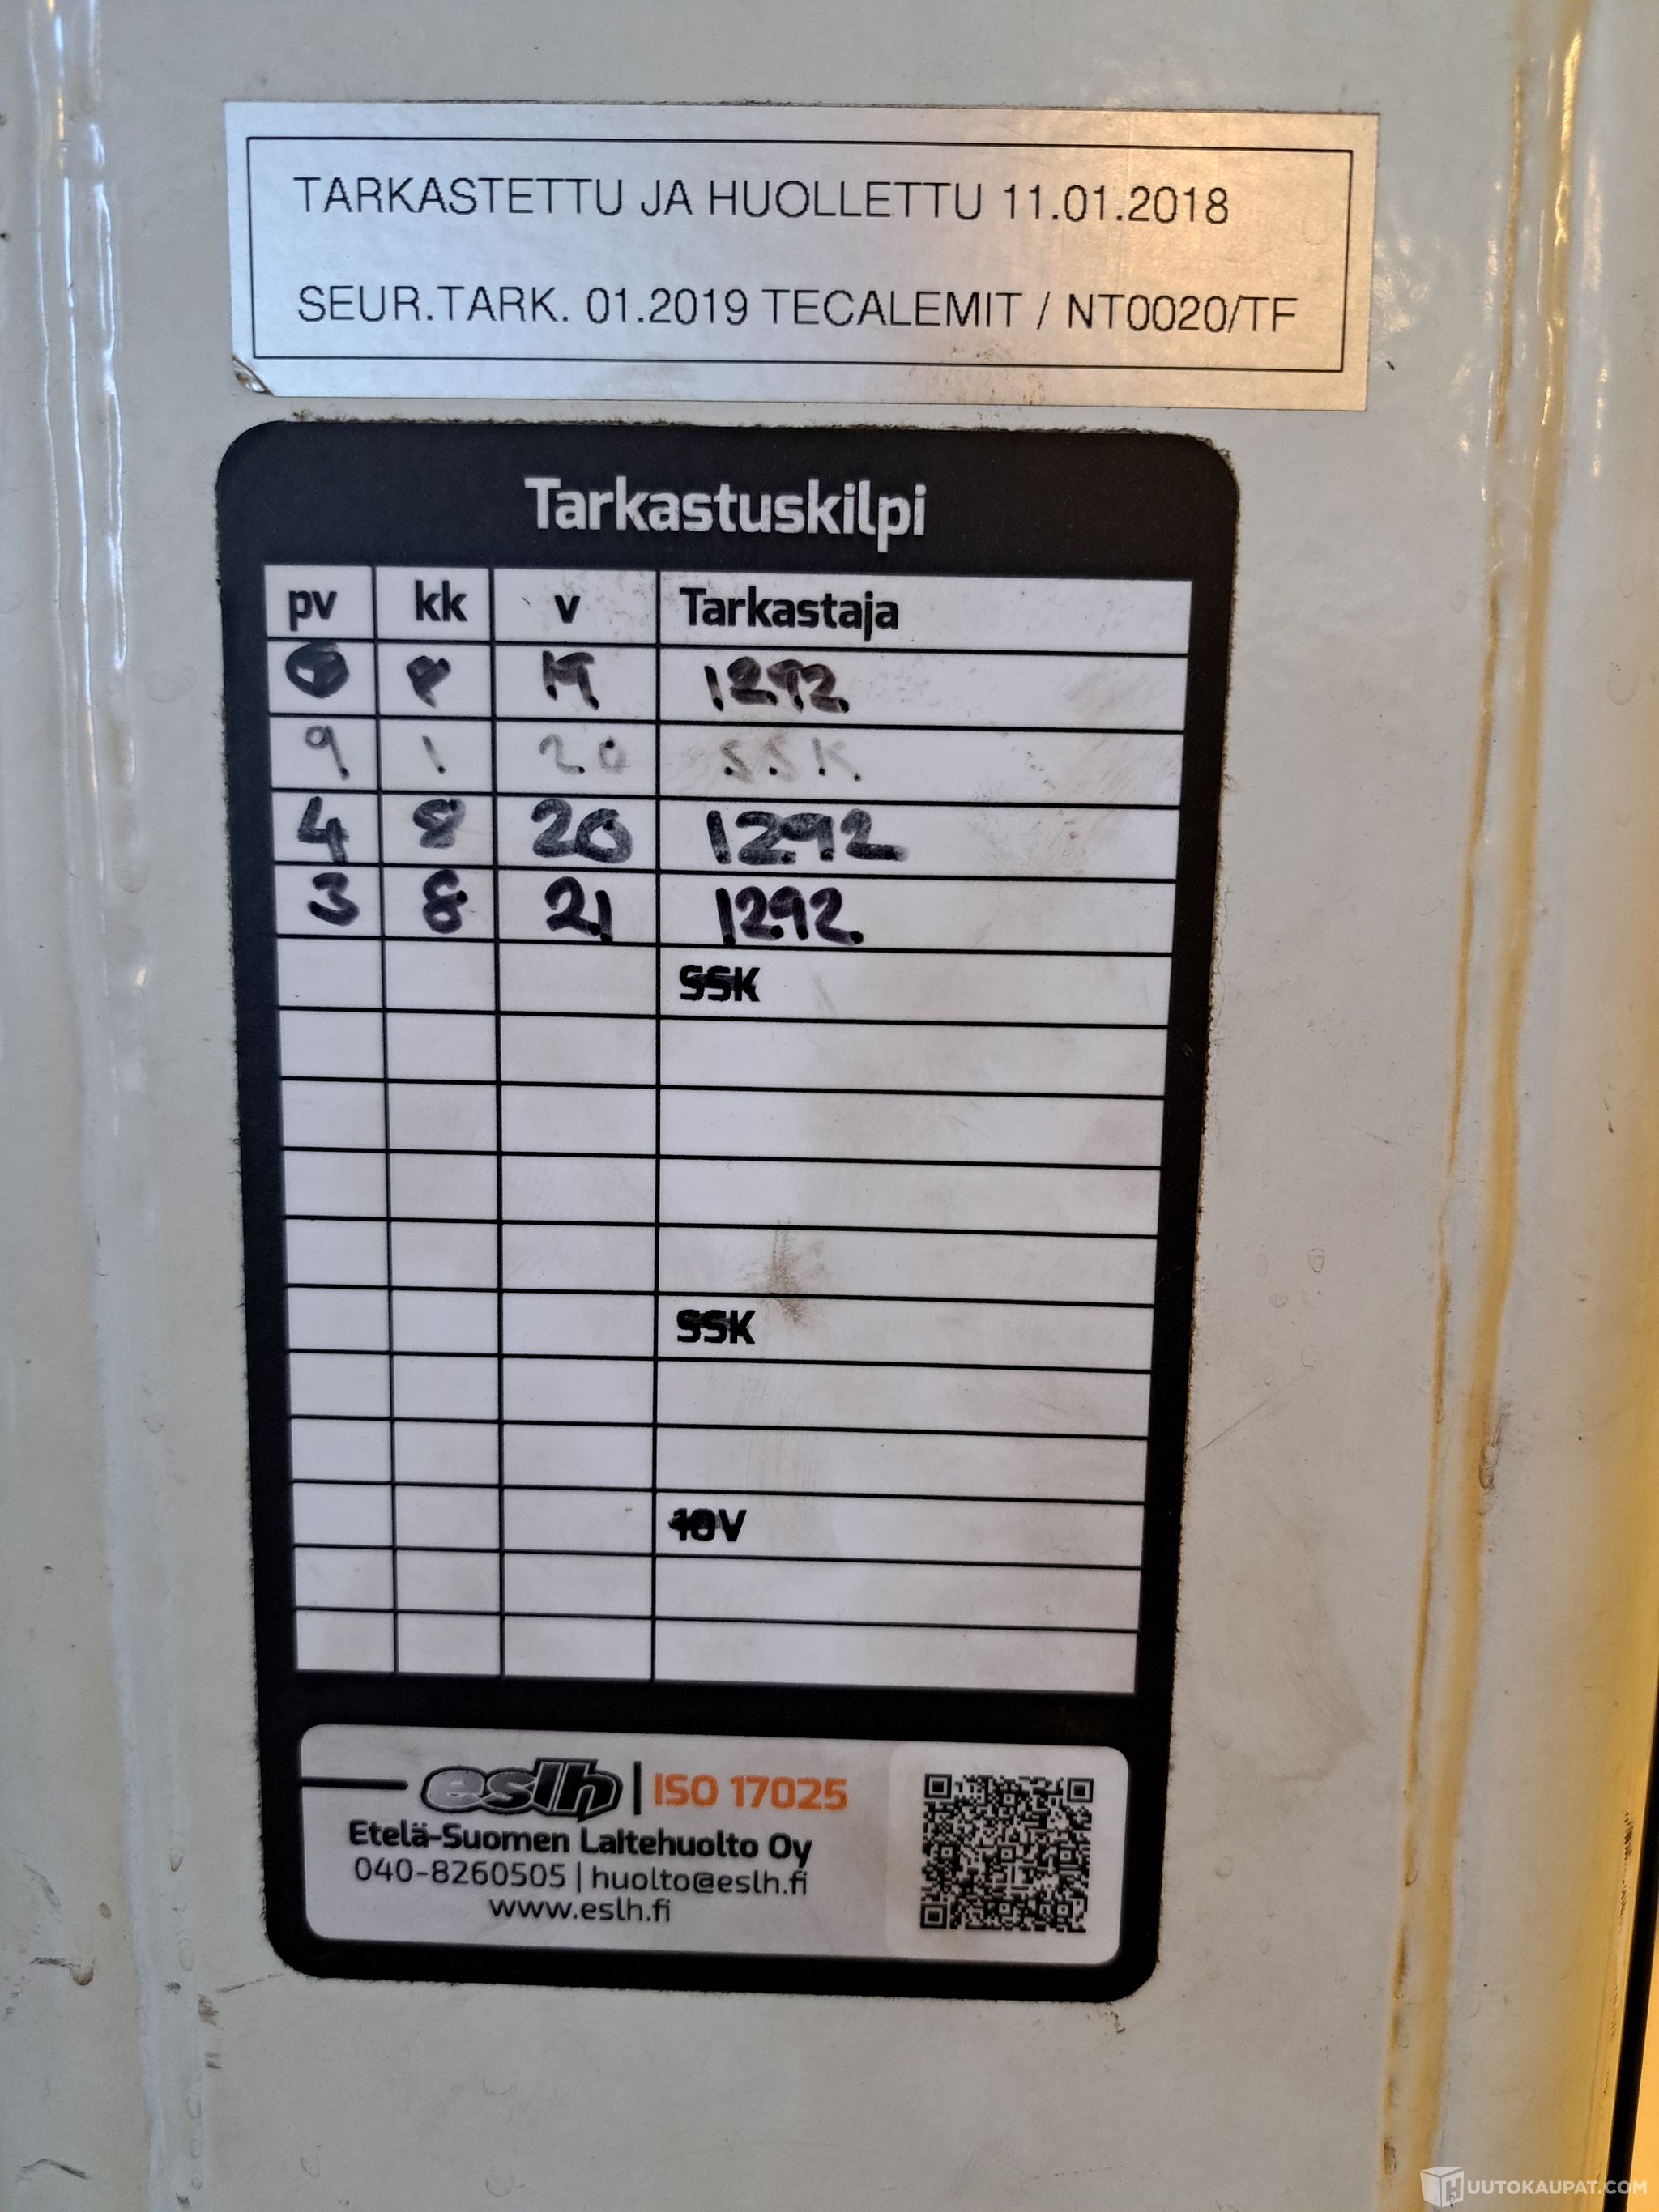 TARKASTETTU JA HUOLLETTU 11.01.2018
SEUR.TARK. 01.2019 TECALEMIT / NT0020/TF
Tarkastuskilpi
pv kk v Tarkastaja
1292
9 1 20 SSK
4 8 20 1292
3 8 21 1292
SSK
SSK
10V
eslh | ISO 17025
Etelä-Suomen Laitehuolto Oy
040-8260505 | huolto@eslh.fi
www.eslh.fi
HUUTOKAUPAT.COM